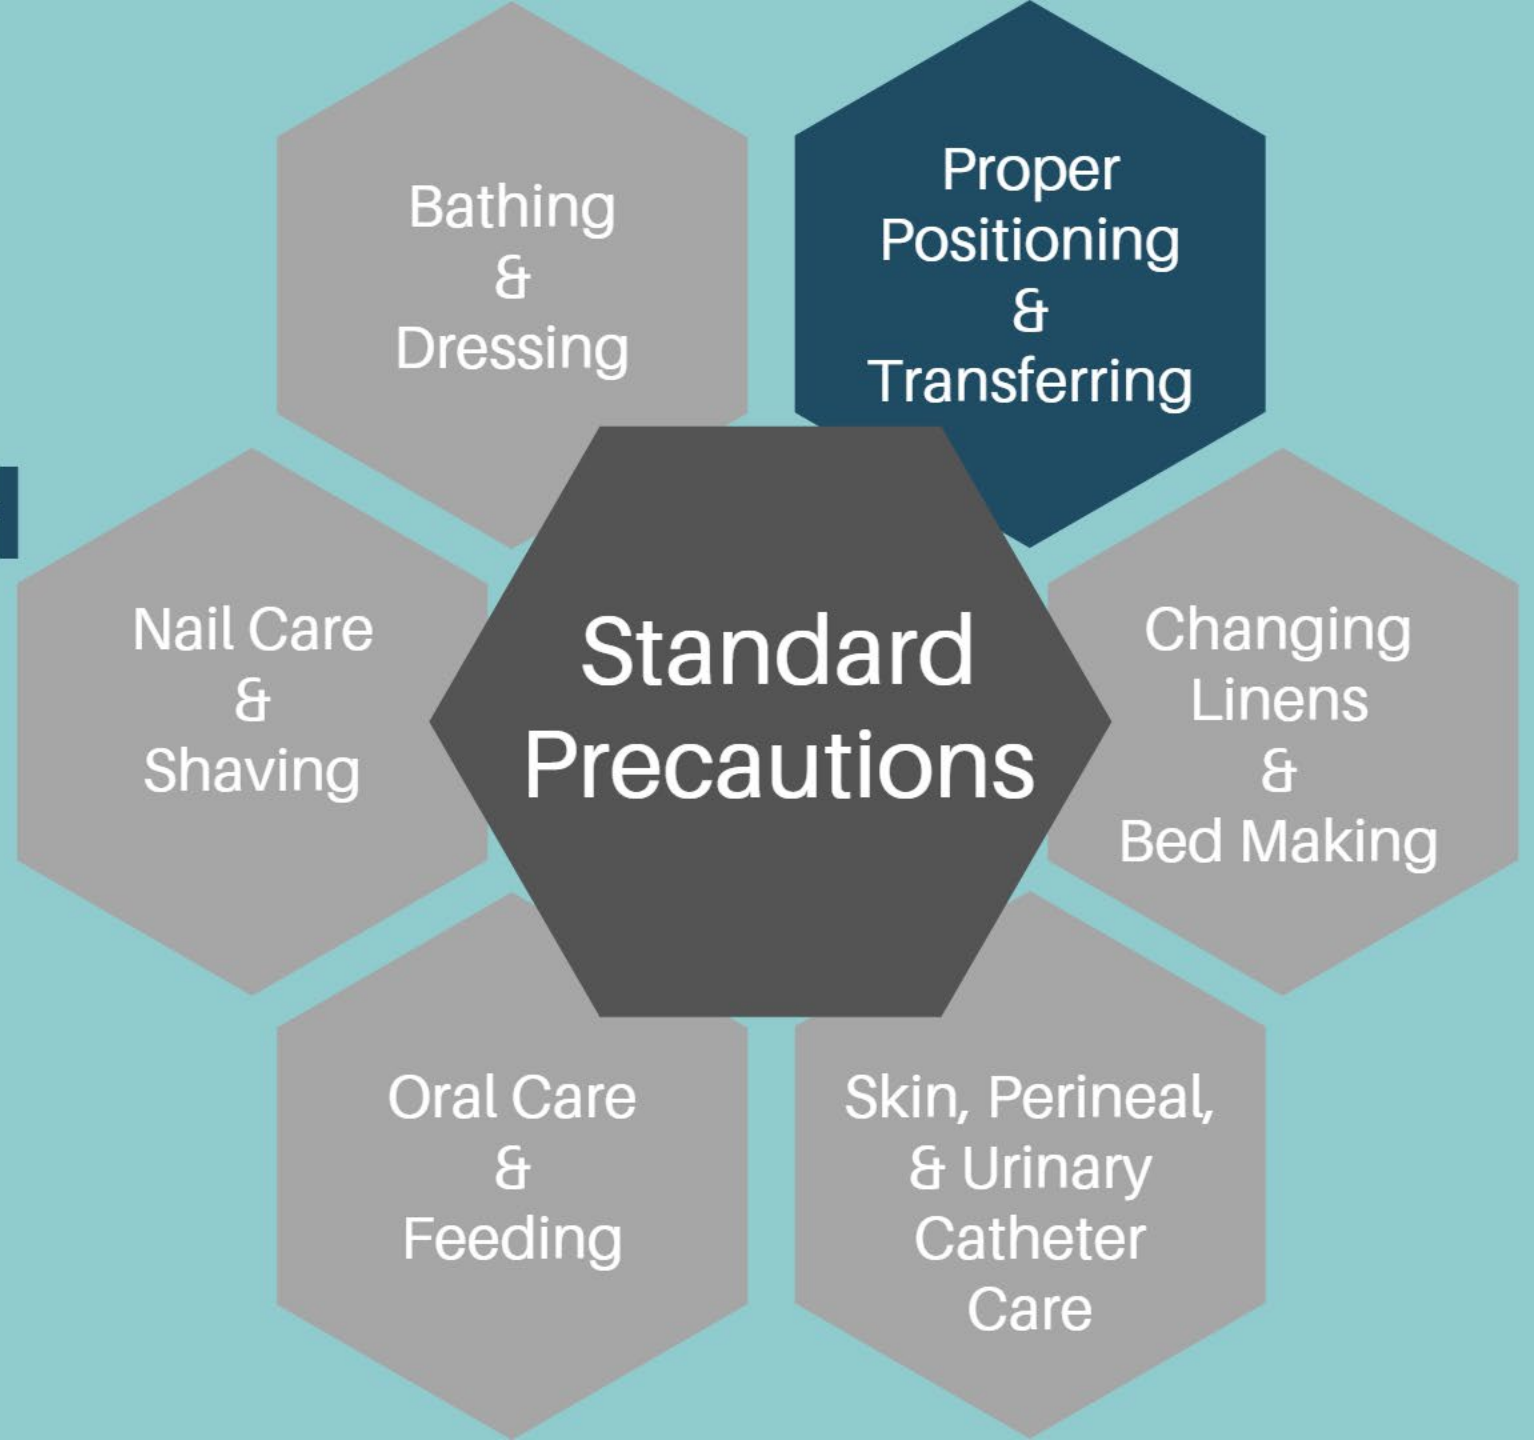 Bathing
&
Dressing
Proper
Positioning
&
Transferring
Nail Care
&
Shaving
Standard
Precautions
Changing
Linens
&
Bed Making
Oral Care
&
Feeding
Skin, Perineal,
& Urinary
Catheter
Care